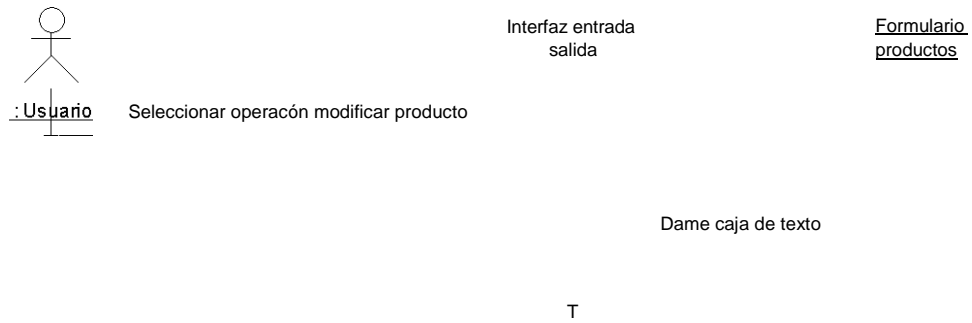 Interfaz entrada
salida
Formulario
productos
: Usuario
Seleccionar operacón modificar producto
Dame caja de texto
T